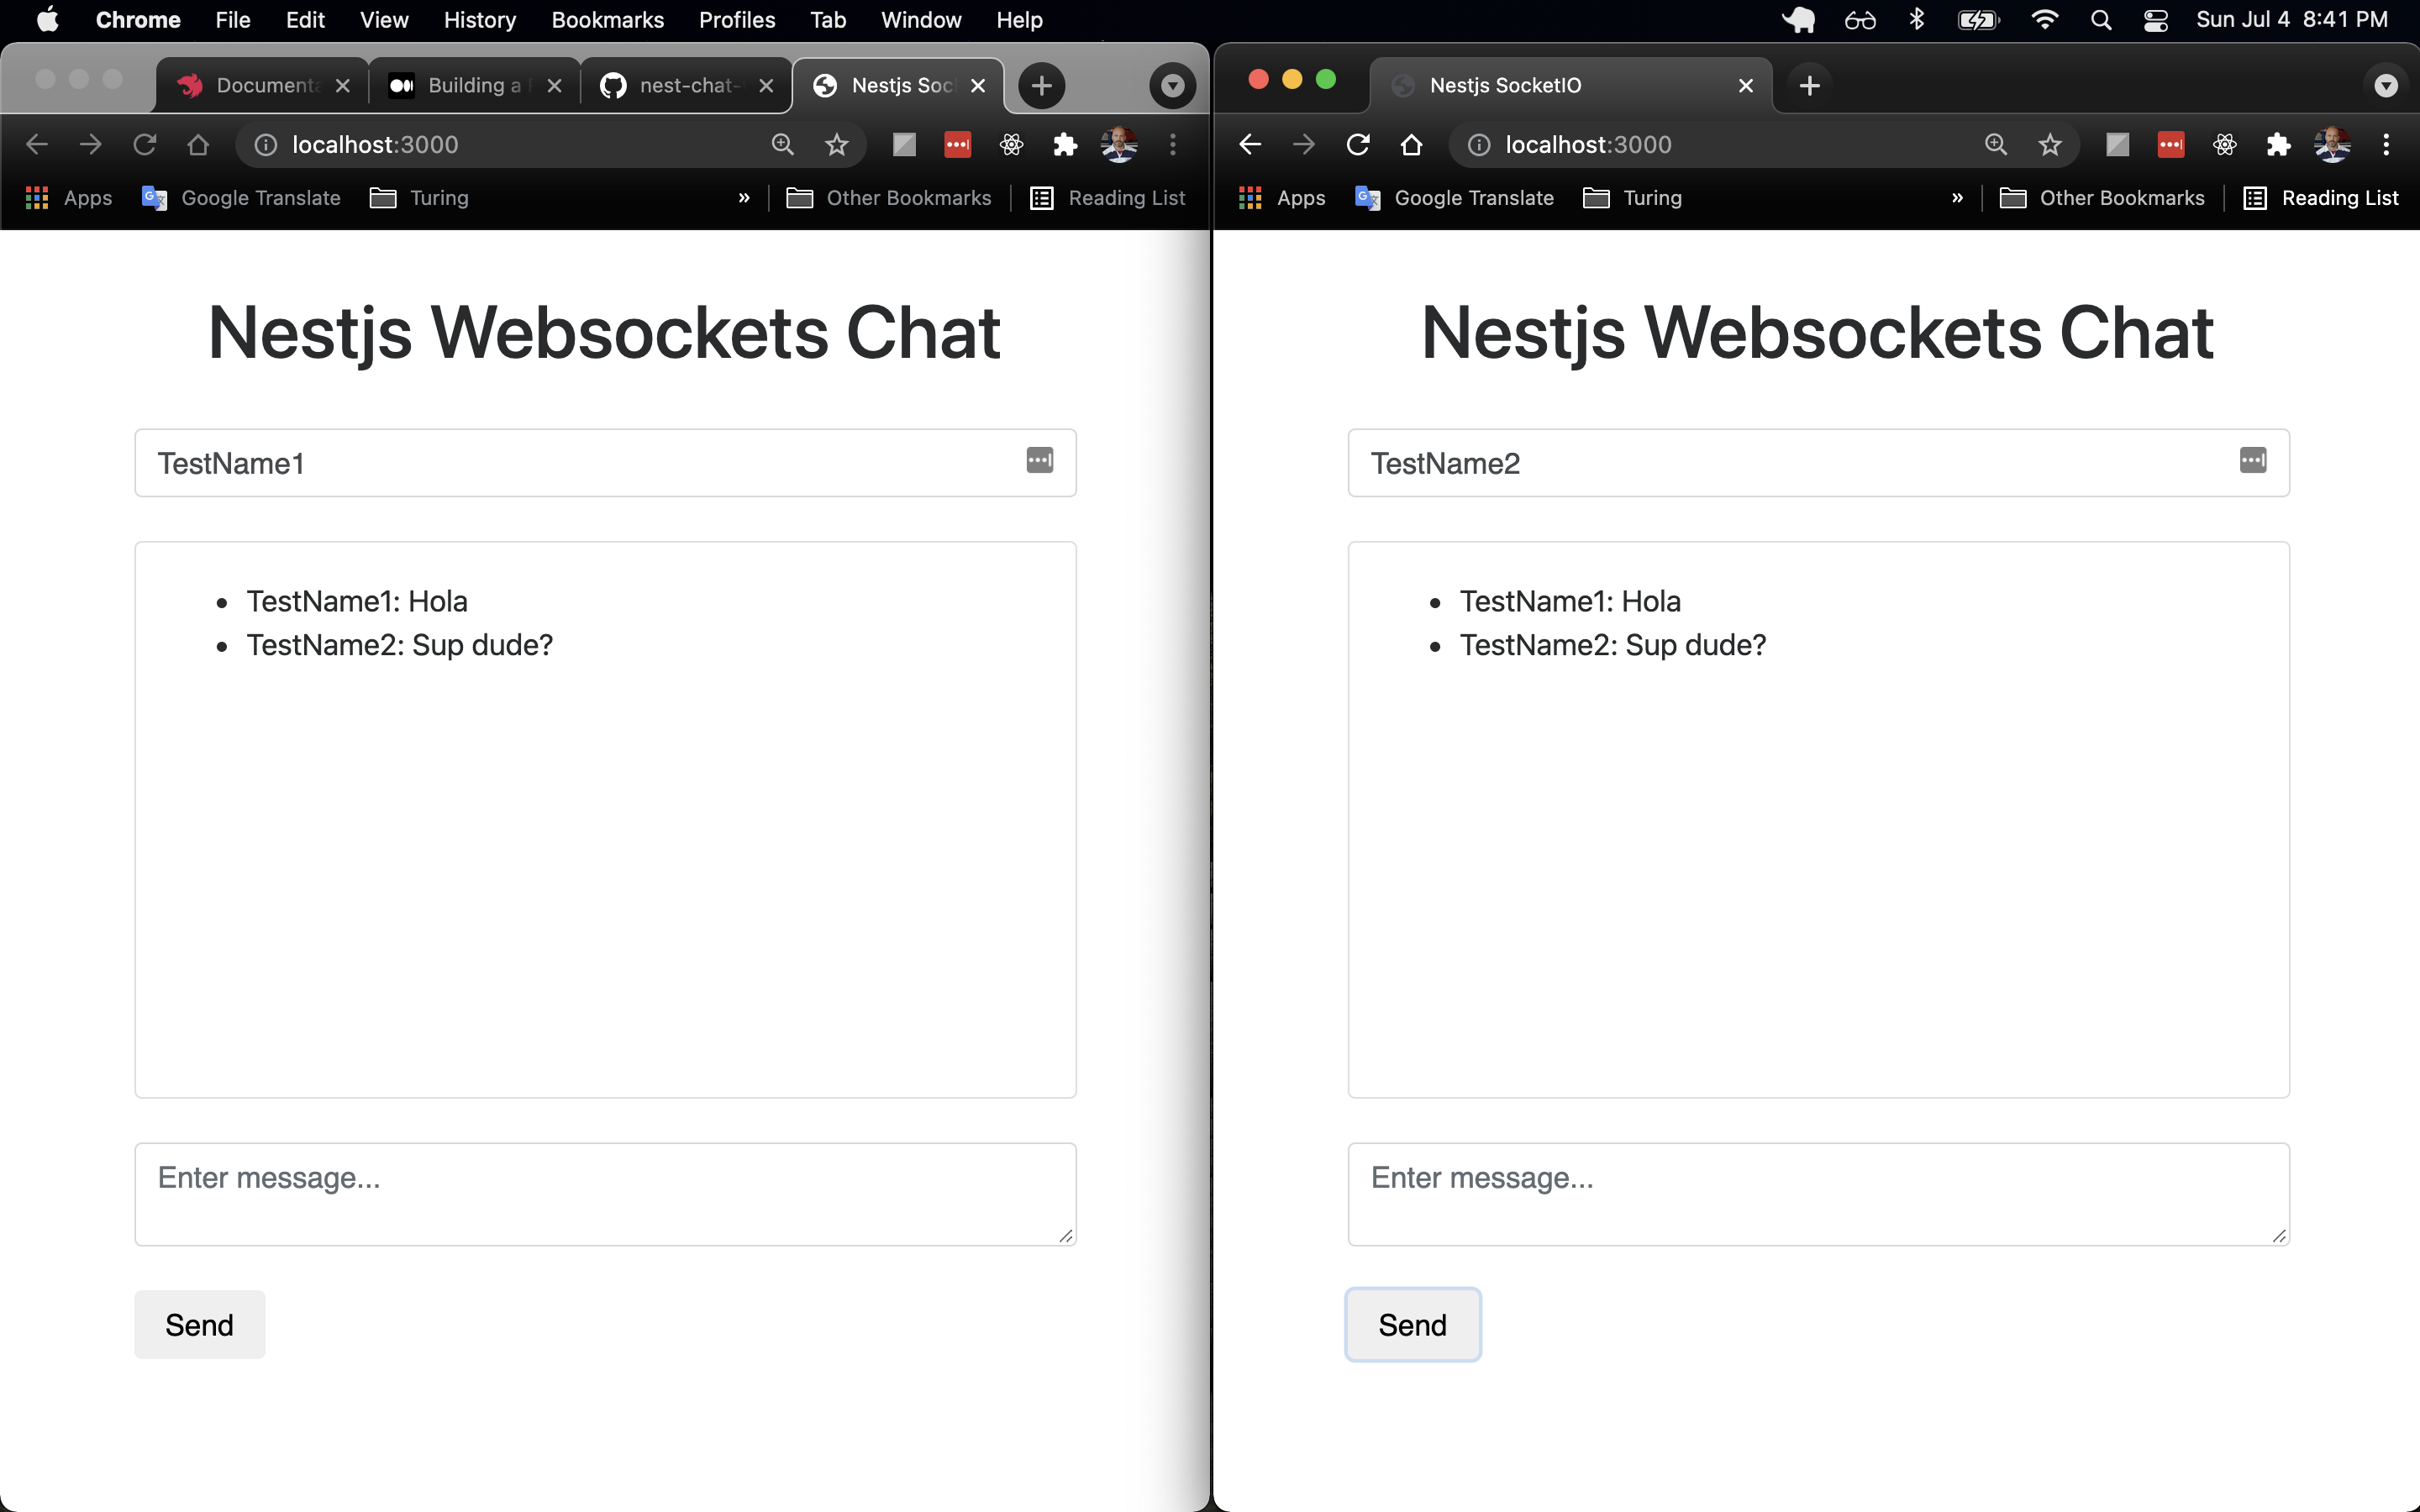 Chrome File Edit View History Bookmarks Profiles Tab Window Help Sun Jul 4 8:41 PM
Documenta Building a nest-chat- Nestjs Soc
localhost:3000
Apps Google Translate Turing » Other Bookmarks Reading List
Nestjs Websockets Chat
TestName1
TestName1: Hola
TestName2: Sup dude?
Enter message...
Send
Nestjs SocketIO
localhost:3000
Apps Google Translate Turing » Other Bookmarks Reading List
Nestjs Websockets Chat
TestName2
TestName1: Hola
TestName2: Sup dude?
Enter message...
Send